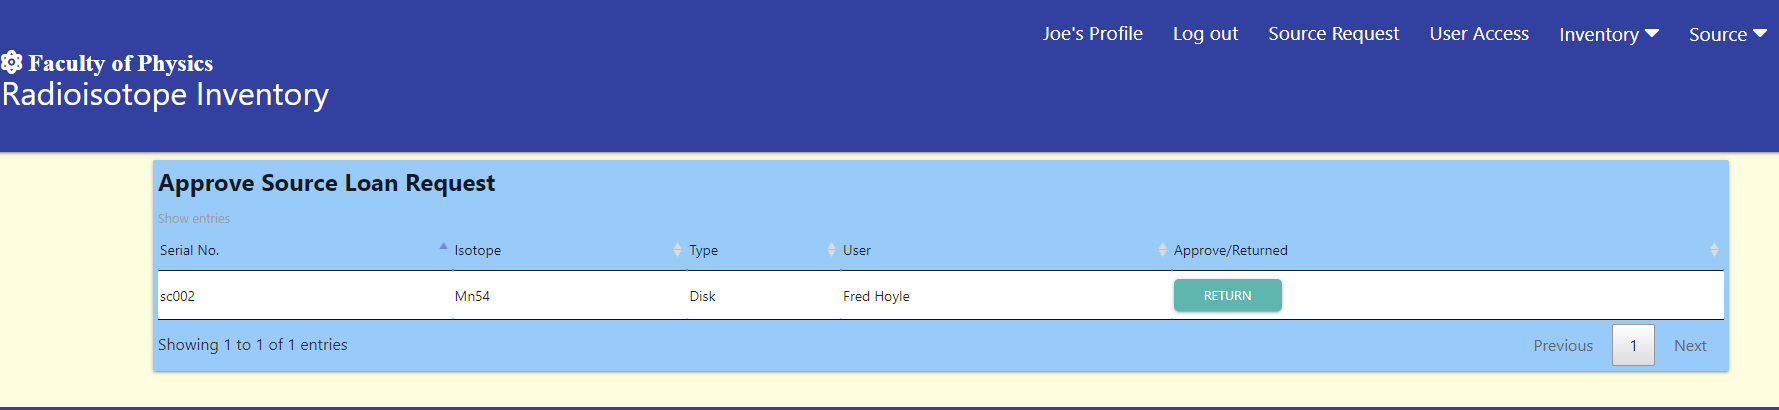 Joe's Profile Log out Source Request User Access Inventory Source
Faculty of Physics
Radioisotope Inventory
Approve Source Loan Request
Show entries
Serial No. Isotope Type User Approve/Returned
sc002 Mn54 Disk Fred Hoyle RETURN
Showing 1 to 1 of 1 entries Previous 1 Next